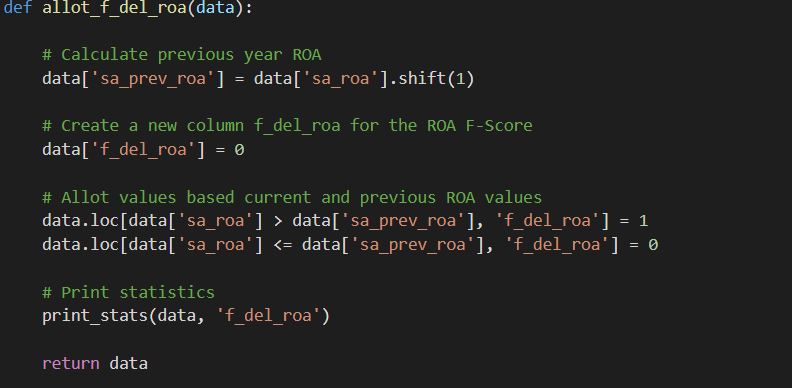 def allot_f_del_roa(data):
# Calculate previous year ROA
data['sa_prev_roa'] = data['sa_roa'].shift(1)
# Create a new column f_del_roa for the ROA F-Score
data['f_del_roa'] = 0
# Allot values based current and previous ROA values
data.loc[data['sa_roa'] > data['sa_prev_roa'], 'f_del_roa'] = 1
data.loc[data['sa_roa'] <= data['sa_prev_roa'], 'f_del_roa'] = 0
# Print statistics
print_stats(data, 'f_del_roa')
return data